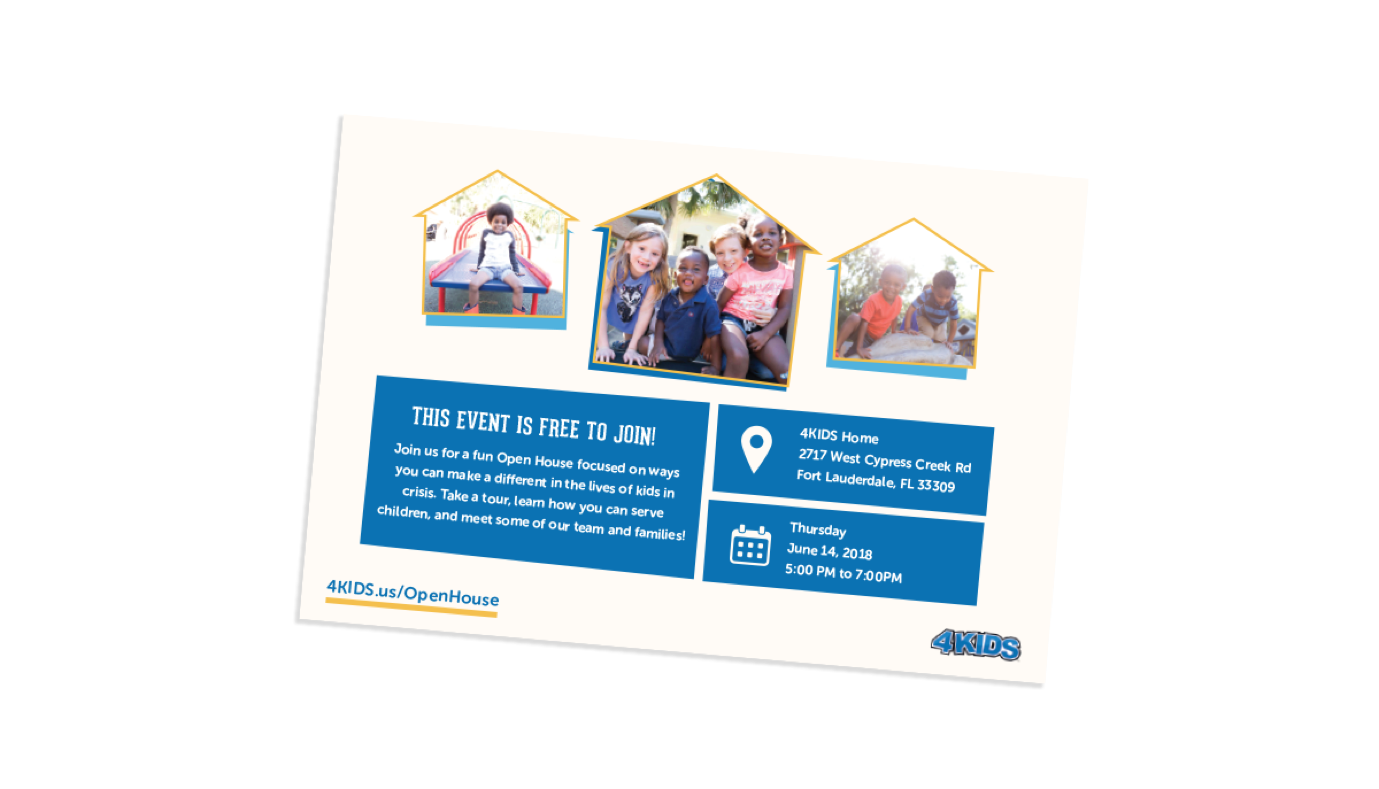 THIS EVENT IS FREE TO JOIN!
Join us for a fun Open House focused on ways
you can make a different in the lives of kids in
crisis. Take a tour, learn how you can serve
children, and meet some of our team and families!
4KIDS Home
2717 West Cypress Creek Rd
Fort Lauderdale, FL 33309
Thursday
June 14, 2018
5:00 PM to 7:00PM
4KIDS.us/OpenHouse
4KIDS